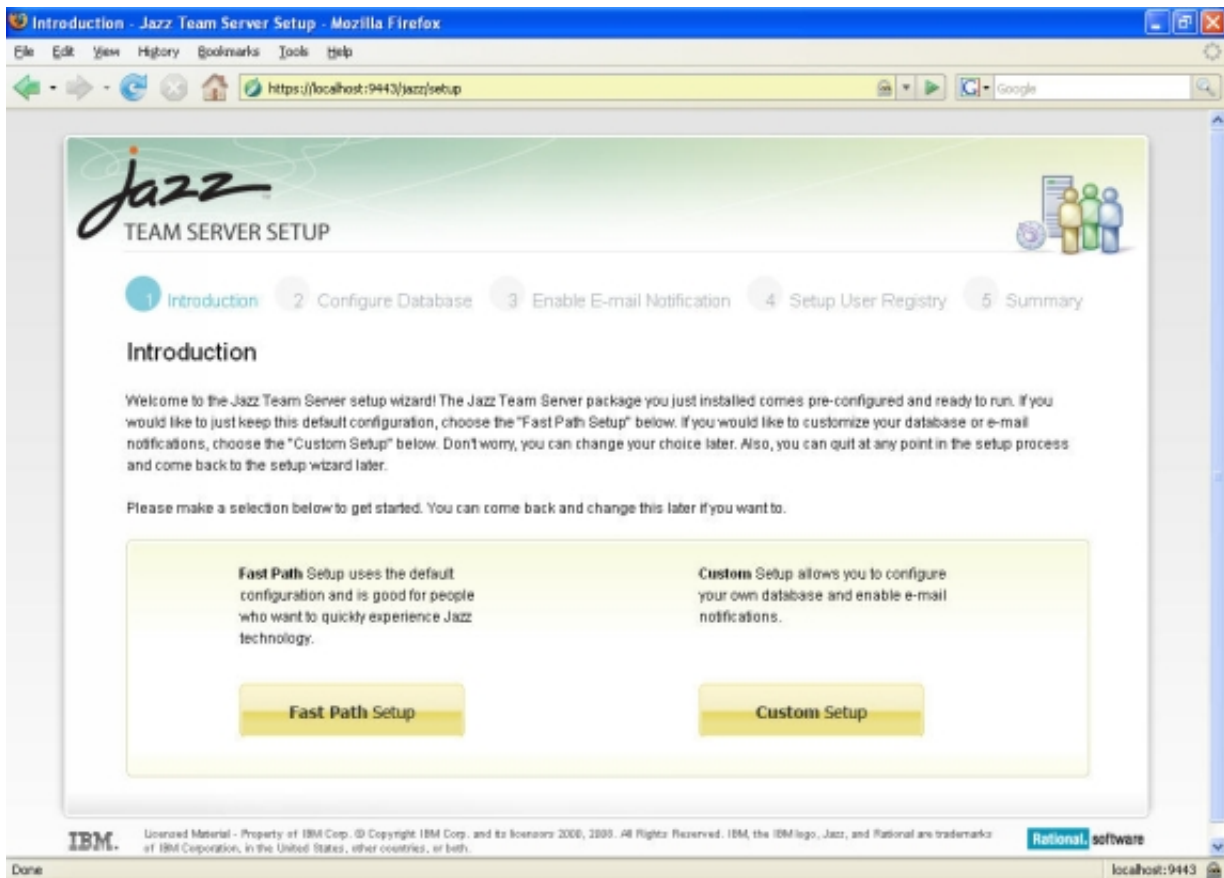 Introduction - Jazz Team Server Setup - Mozilla Firefox
File Edit View History Bookmarks Tools Help
https://localhost:9443/jazz/setup
Google
jazz
TEAM SERVER SETUP
1 Introduction 2 Configure Database 3 Enable E-mail Notification 4 Setup User Registry 5 Summary
Introduction
Welcome to the Jazz Team Server setup wizard! The Jazz Team Server package you just installed comes pre-configured and ready to run. If you
would like to just keep this default configuration, choose the "Fast Path Setup" below. If you would like to customize your database or e-mail
notifications, choose the "Custom Setup" below. Don't worry, you can change your choice later. Also, you can quit at any point in the setup process
and come back to the setup wizard later.
Please make a selection below to get started. You can come back and change this later if you want to.
Fast Path Setup uses the default
configuration and is good for people
who want to quickly experience Jazz
technology.
Fast Path Setup
Custom Setup allows you to configure
your own database and enable e-mail
notifications.
Custom Setup
IBM.
Licensed Material - Property of IBM Corp. © Copyright IBM Corp. and its licensors 2008, All Rights Reserved. IBM, the IBM logo, Jazz, and Rational are trademarks
of IBM Corporation, in the United States, other countries, or both.
Rational. software
Done
localhost:9443